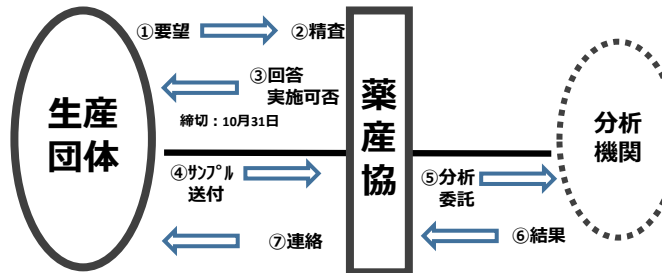 ①要望
②精査
③回答
実施可否
締切：10月31日
生産
団体
薬産協
分析
機関
④ｻﾝﾌﾟﾙ
送付
⑤分析
委託
⑥結果
⑦連絡